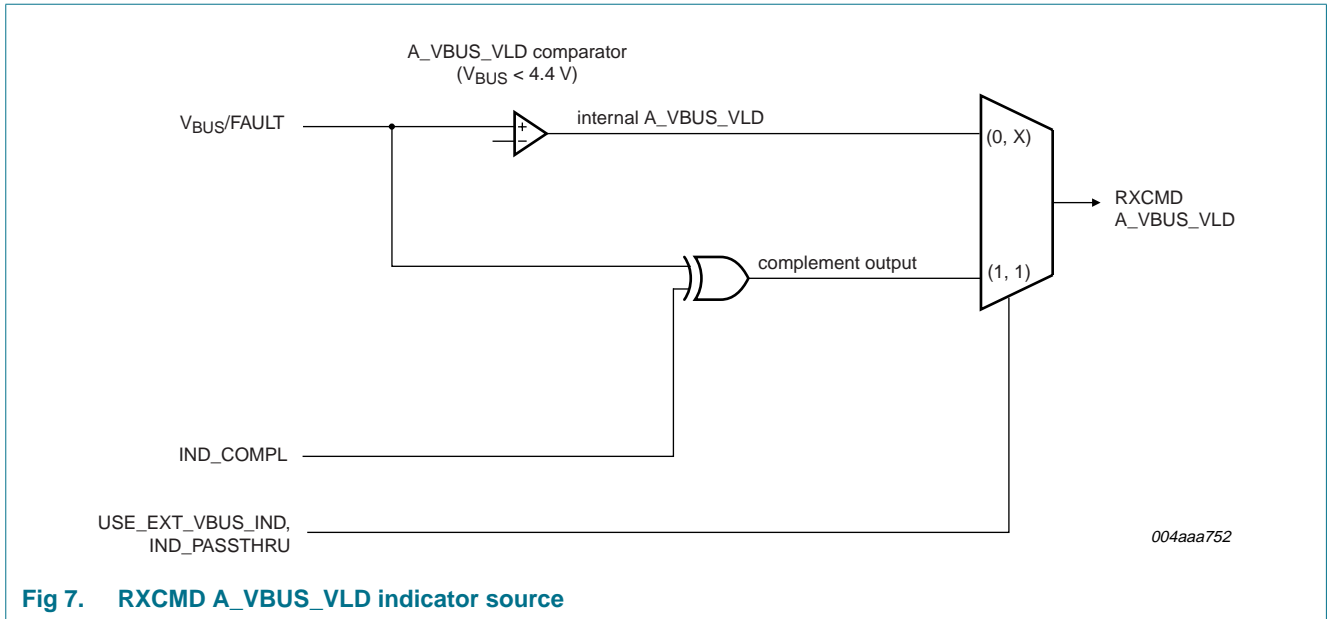 A_VBUS_VLD comparator
(VBUS < 4.4 V)
VBUS/FAULT
+
−
internal A_VBUS_VLD
(0, X)
RXCMD
A_VBUS_VLD
complement output
(1, 1)
IND_COMPL
USE_EXT_VBUS_IND,
IND_PASSTHRU
004aaa752
Fig 7. RXCMD A_VBUS_VLD indicator source